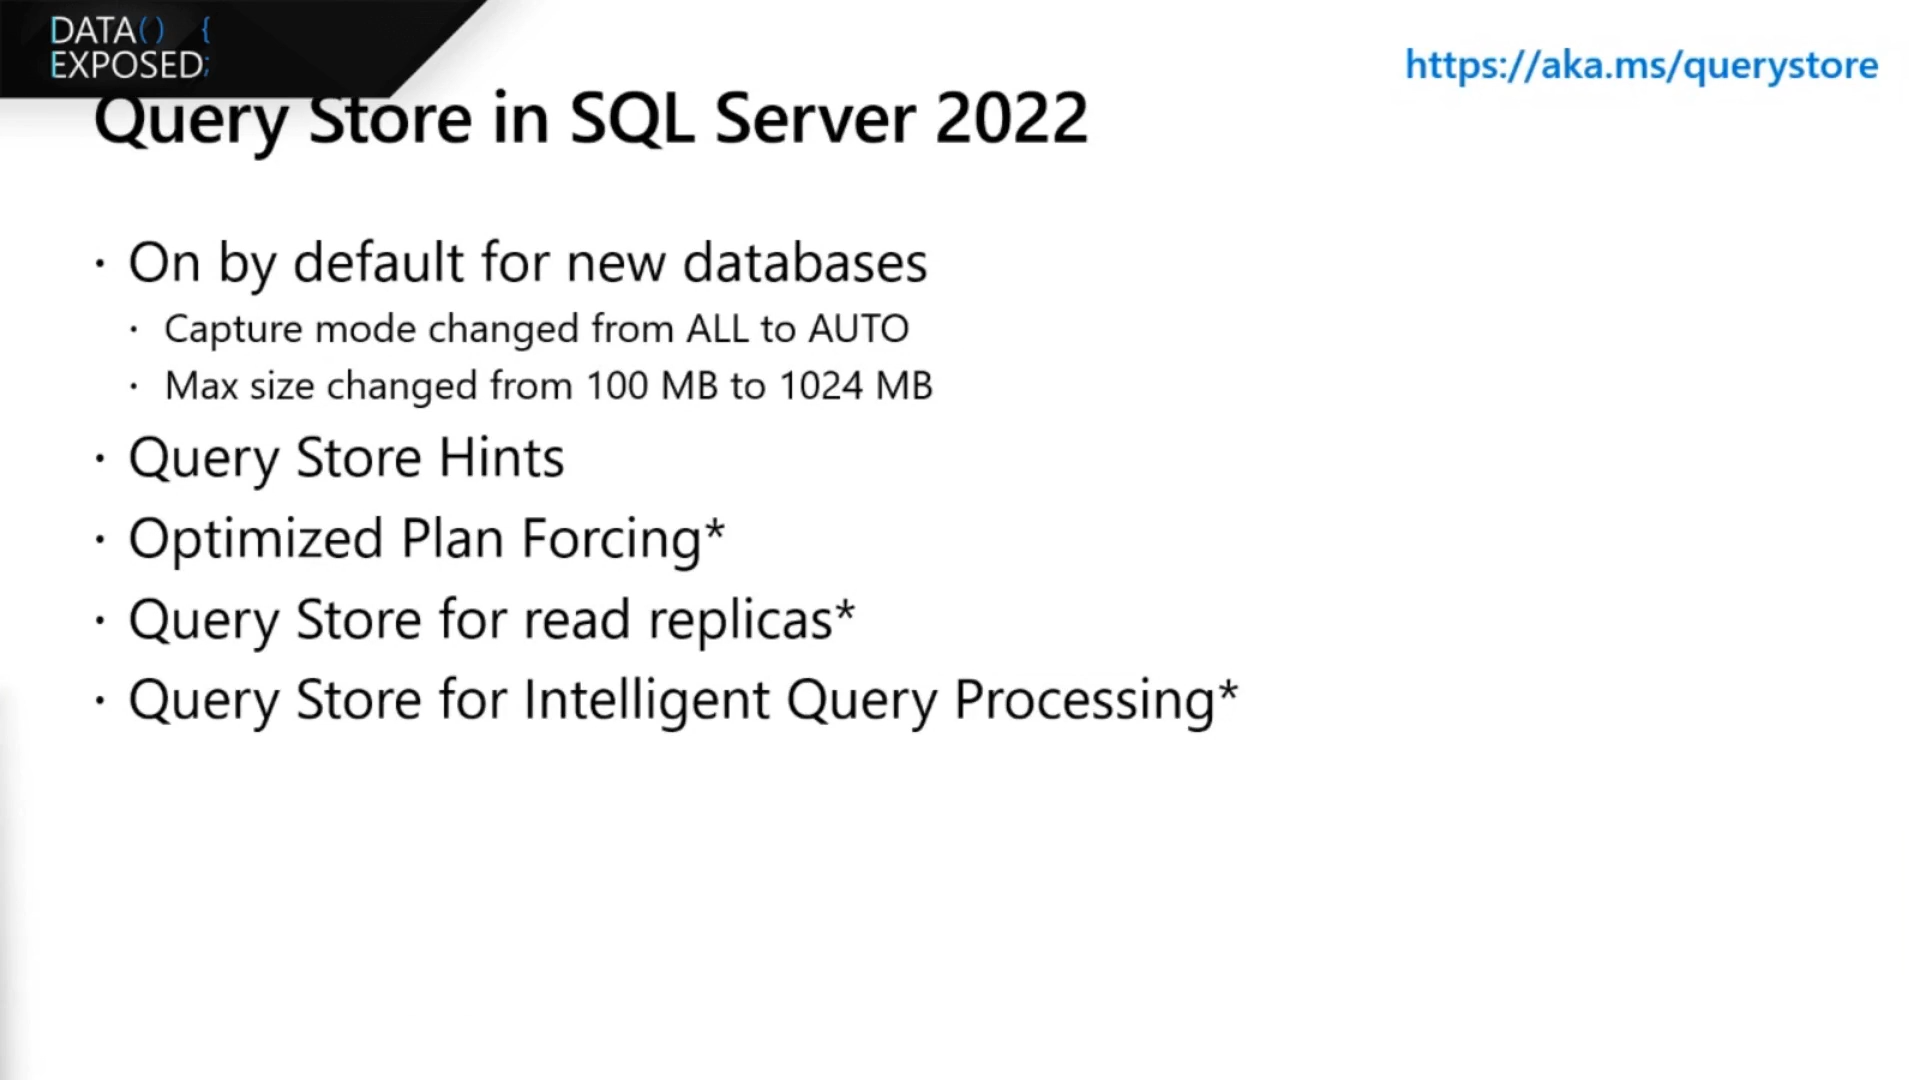 DATA() {
EXPOSED;
https://aka.ms/querystore
Query Store in SQL Server 2022
· On by default for new databases
· Capture mode changed from ALL to AUTO
· Max size changed from 100 MB to 1024 MB
· Query Store Hints
· Optimized Plan Forcing*
· Query Store for read replicas*
· Query Store for Intelligent Query Processing*